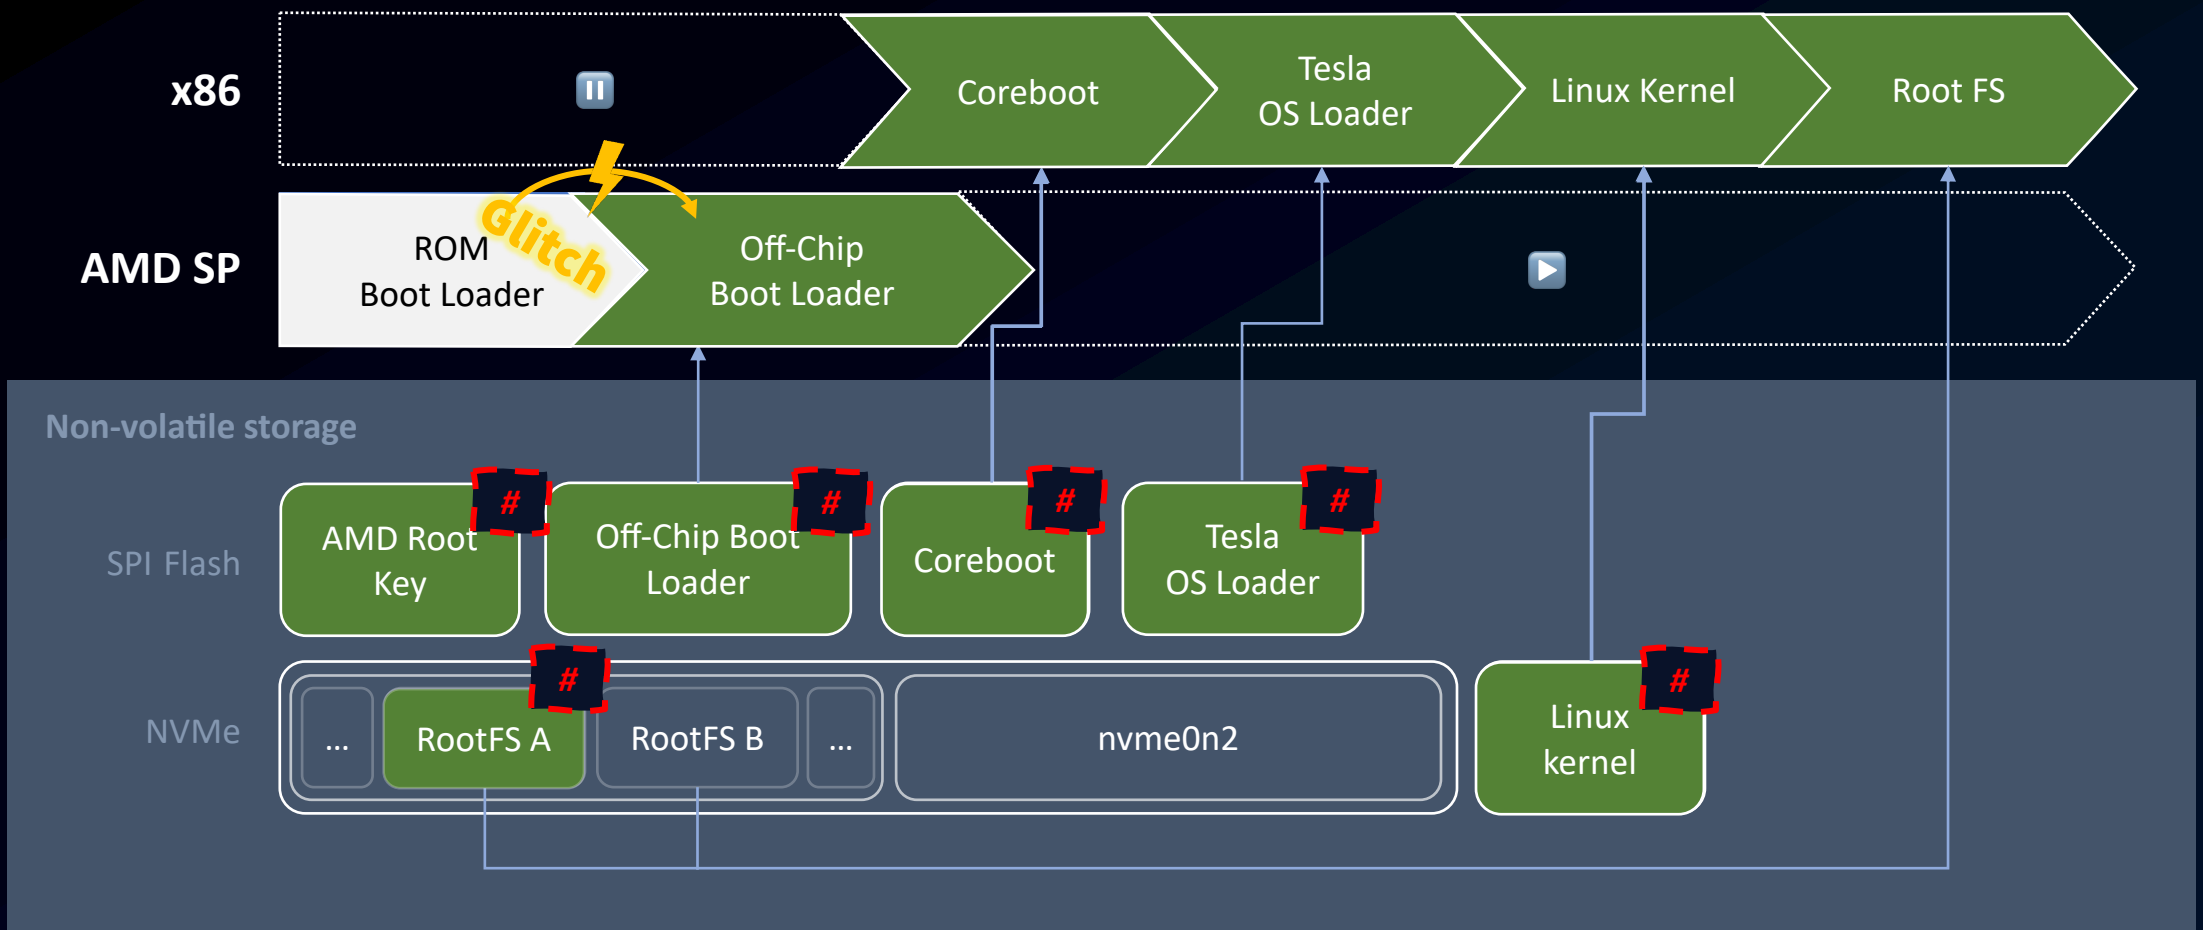 x86
Coreboot
Tesla
OS Loader
Linux Kernel
Root FS
AMD SP
ROM
Boot Loader
Glitch
Off-Chip
Boot Loader
Non-volatile storage
SPI Flash
AMD Root
Key
#
Off-Chip Boot
Loader
#
Coreboot
#
Tesla
OS Loader
#
NVMe
...
RootFS A
#
RootFS B
...
nvme0n2
Linux
kernel
#